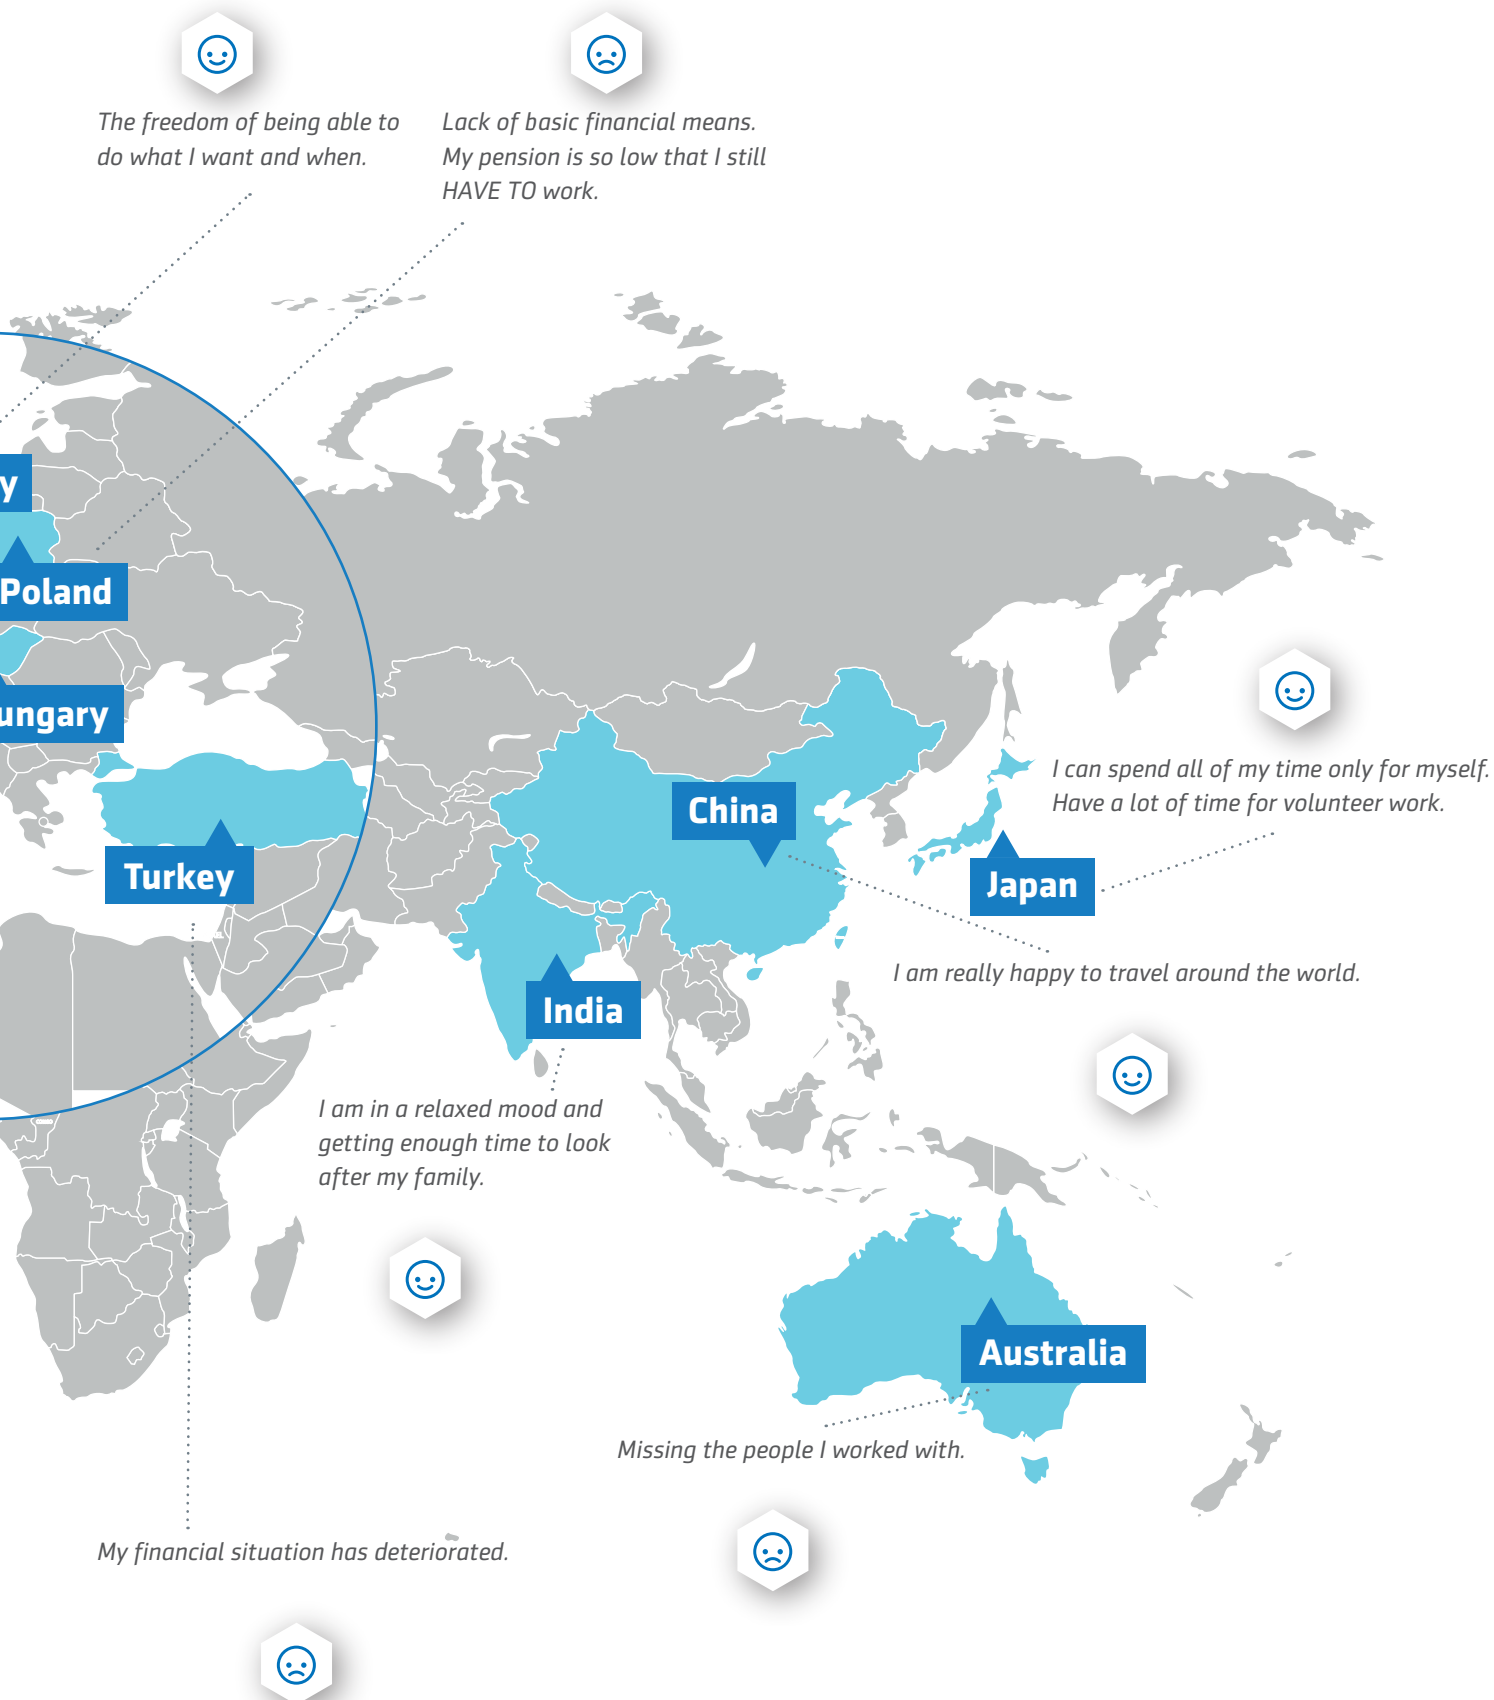 The freedom of being able to
do what I want and when.
Lack of basic financial means.
My pension is so low that I still
HAVE TO work.
y
Poland
ungary
I can spend all of my time only for myself.
Have a lot of time for volunteer work.
China
Turkey
Japan
I am really happy to travel around the world.
India
I am in a relaxed mood and
getting enough time to look
after my family.
Australia
Missing the people I worked with.
My financial situation has deteriorated.